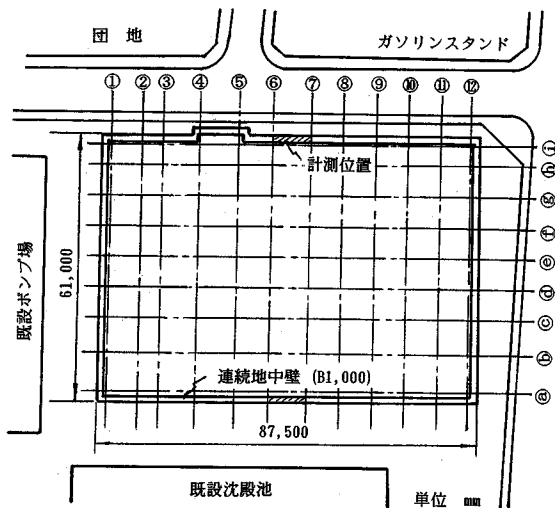 団 地
ガソリンスタンド
① ② ③ ④ ⑤ ⑥ ⑦ ⑧ ⑨ ⑩ ⑪ ⑫
計測位置
ⓘ
ⓗ
ⓖ
ⓕ
ⓔ
ⓓ
ⓒ
ⓑ
ⓐ
既設ポンプ場
61,000
連続地中壁 (B1,000)
87,500
既設沈殿池
単位 mm